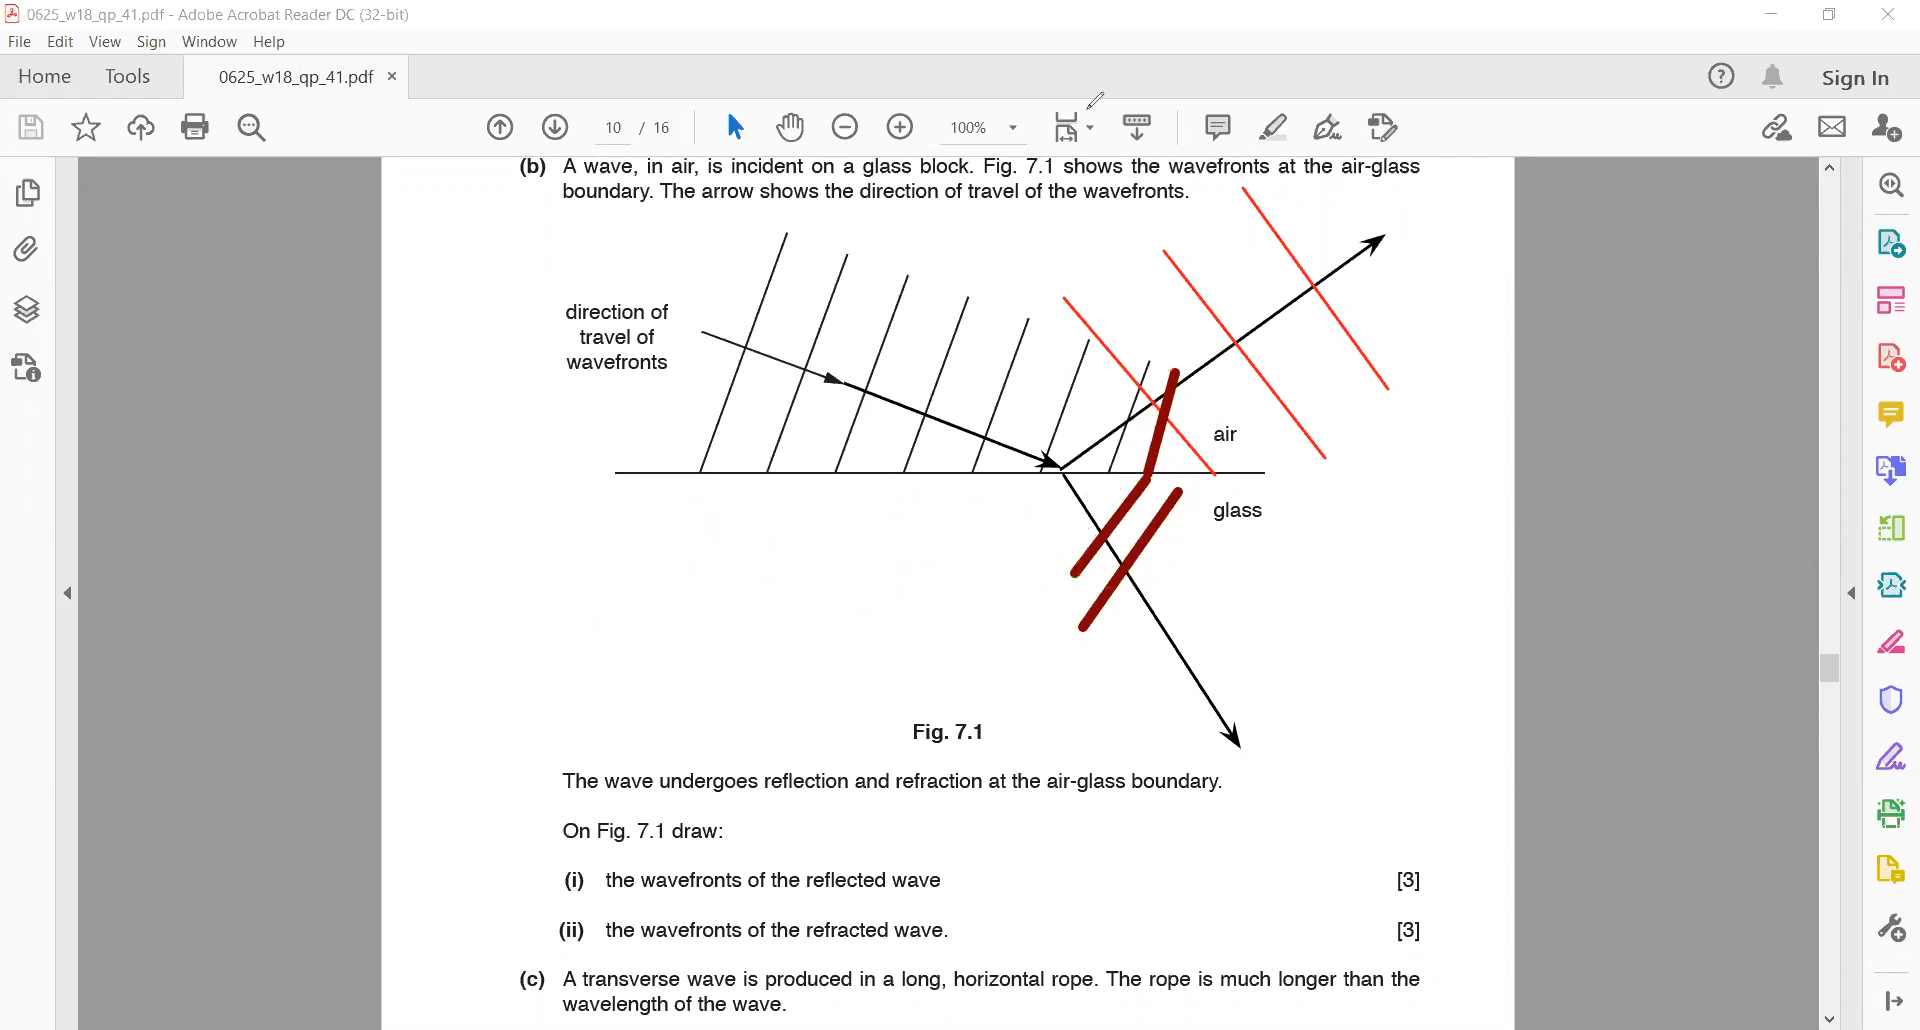 0625_w18_qp_41.pdf - Adobe Acrobat Reader DC (32-bit)
File Edit View Sign Window Help
Home Tools 0625_w18_qp_41.pdf × Sign In
10 / 16 100%
(b) A wave, in air, is incident on a glass block. Fig. 7.1 shows the wavefronts at the air-glass
boundary. The arrow shows the direction of travel of the wavefronts.
direction of
travel of
wavefronts
air
glass
Fig. 7.1
The wave undergoes reflection and refraction at the air-glass boundary.
On Fig. 7.1 draw:
(i) the wavefronts of the reflected wave [3]
(ii) the wavefronts of the refracted wave. [3]
(c) A transverse wave is produced in a long, horizontal rope. The rope is much longer than the
wavelength of the wave.